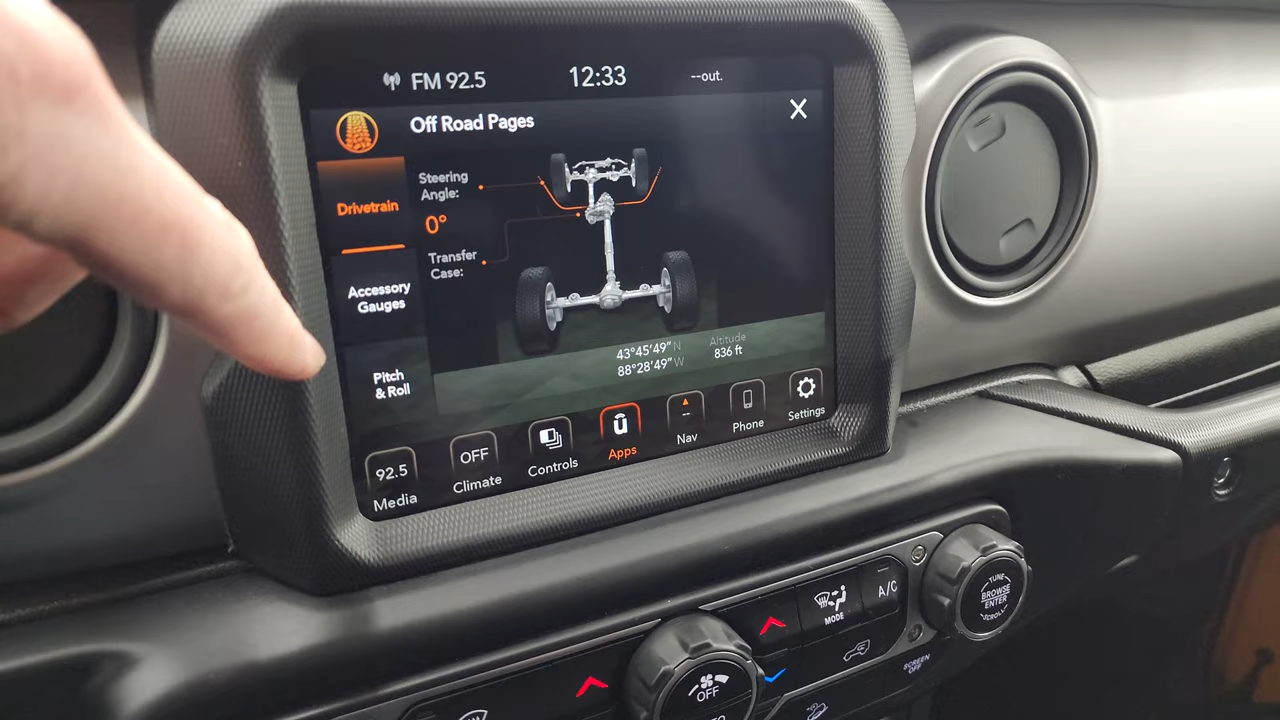 FM 92.5
12:33
--out.
Off Road Pages
X
Drivetrain
Steering
Angle:
0°
Transfer
Case:
Accessory
Gauges
Pitch
& Roll
43°45'49" N
88°28'49" W
Altitude
836 ft
92.5
Media
OFF
Climate
Controls
Apps
--
Nav
Phone
Settings
MODE
A/C
TUNE
BROWSE
ENTER
SCROLL
OFF
SCREEN
OFF